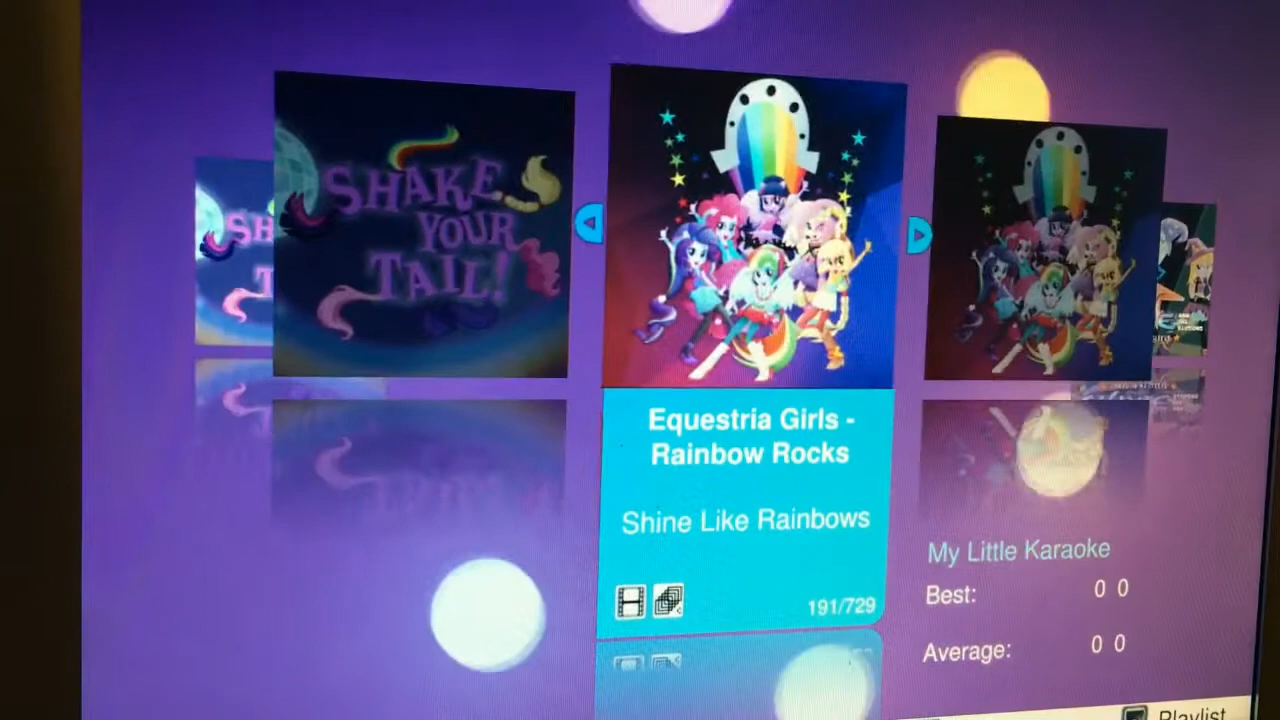 SHAKE
YOUR
TAIL!
SH
T
Equestria Girls -
Rainbow Rocks
Shine Like Rainbows
191/729
My Little Karaoke
Best: 0 0
Average: 0 0
Playlist